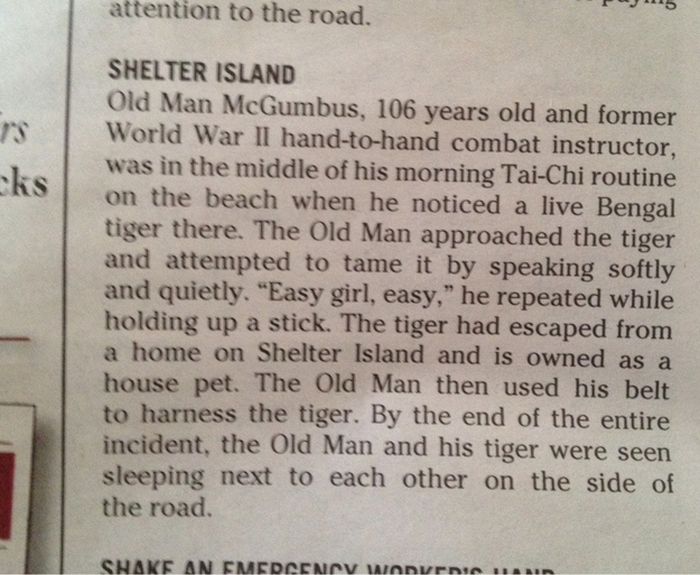 attention to the road.
SHELTER ISLAND
Old Man McGumbus, 106 years old and former
World War II hand-to-hand combat instructor,
was in the middle of his morning Tai-Chi routine
on the beach when he noticed a live Bengal
tiger there. The Old Man approached the tiger
and attempted to tame it by speaking softly
and quietly. “Easy girl, easy,” he repeated while
holding up a stick. The tiger had escaped from
a home on Shelter Island and is owned as a
house pet. The Old Man then used his belt
to harness the tiger. By the end of the entire
incident, the Old Man and his tiger were seen
sleeping next to each other on the side of
the road.
SHAKE AN EMERGENCY WORKER'S HAND